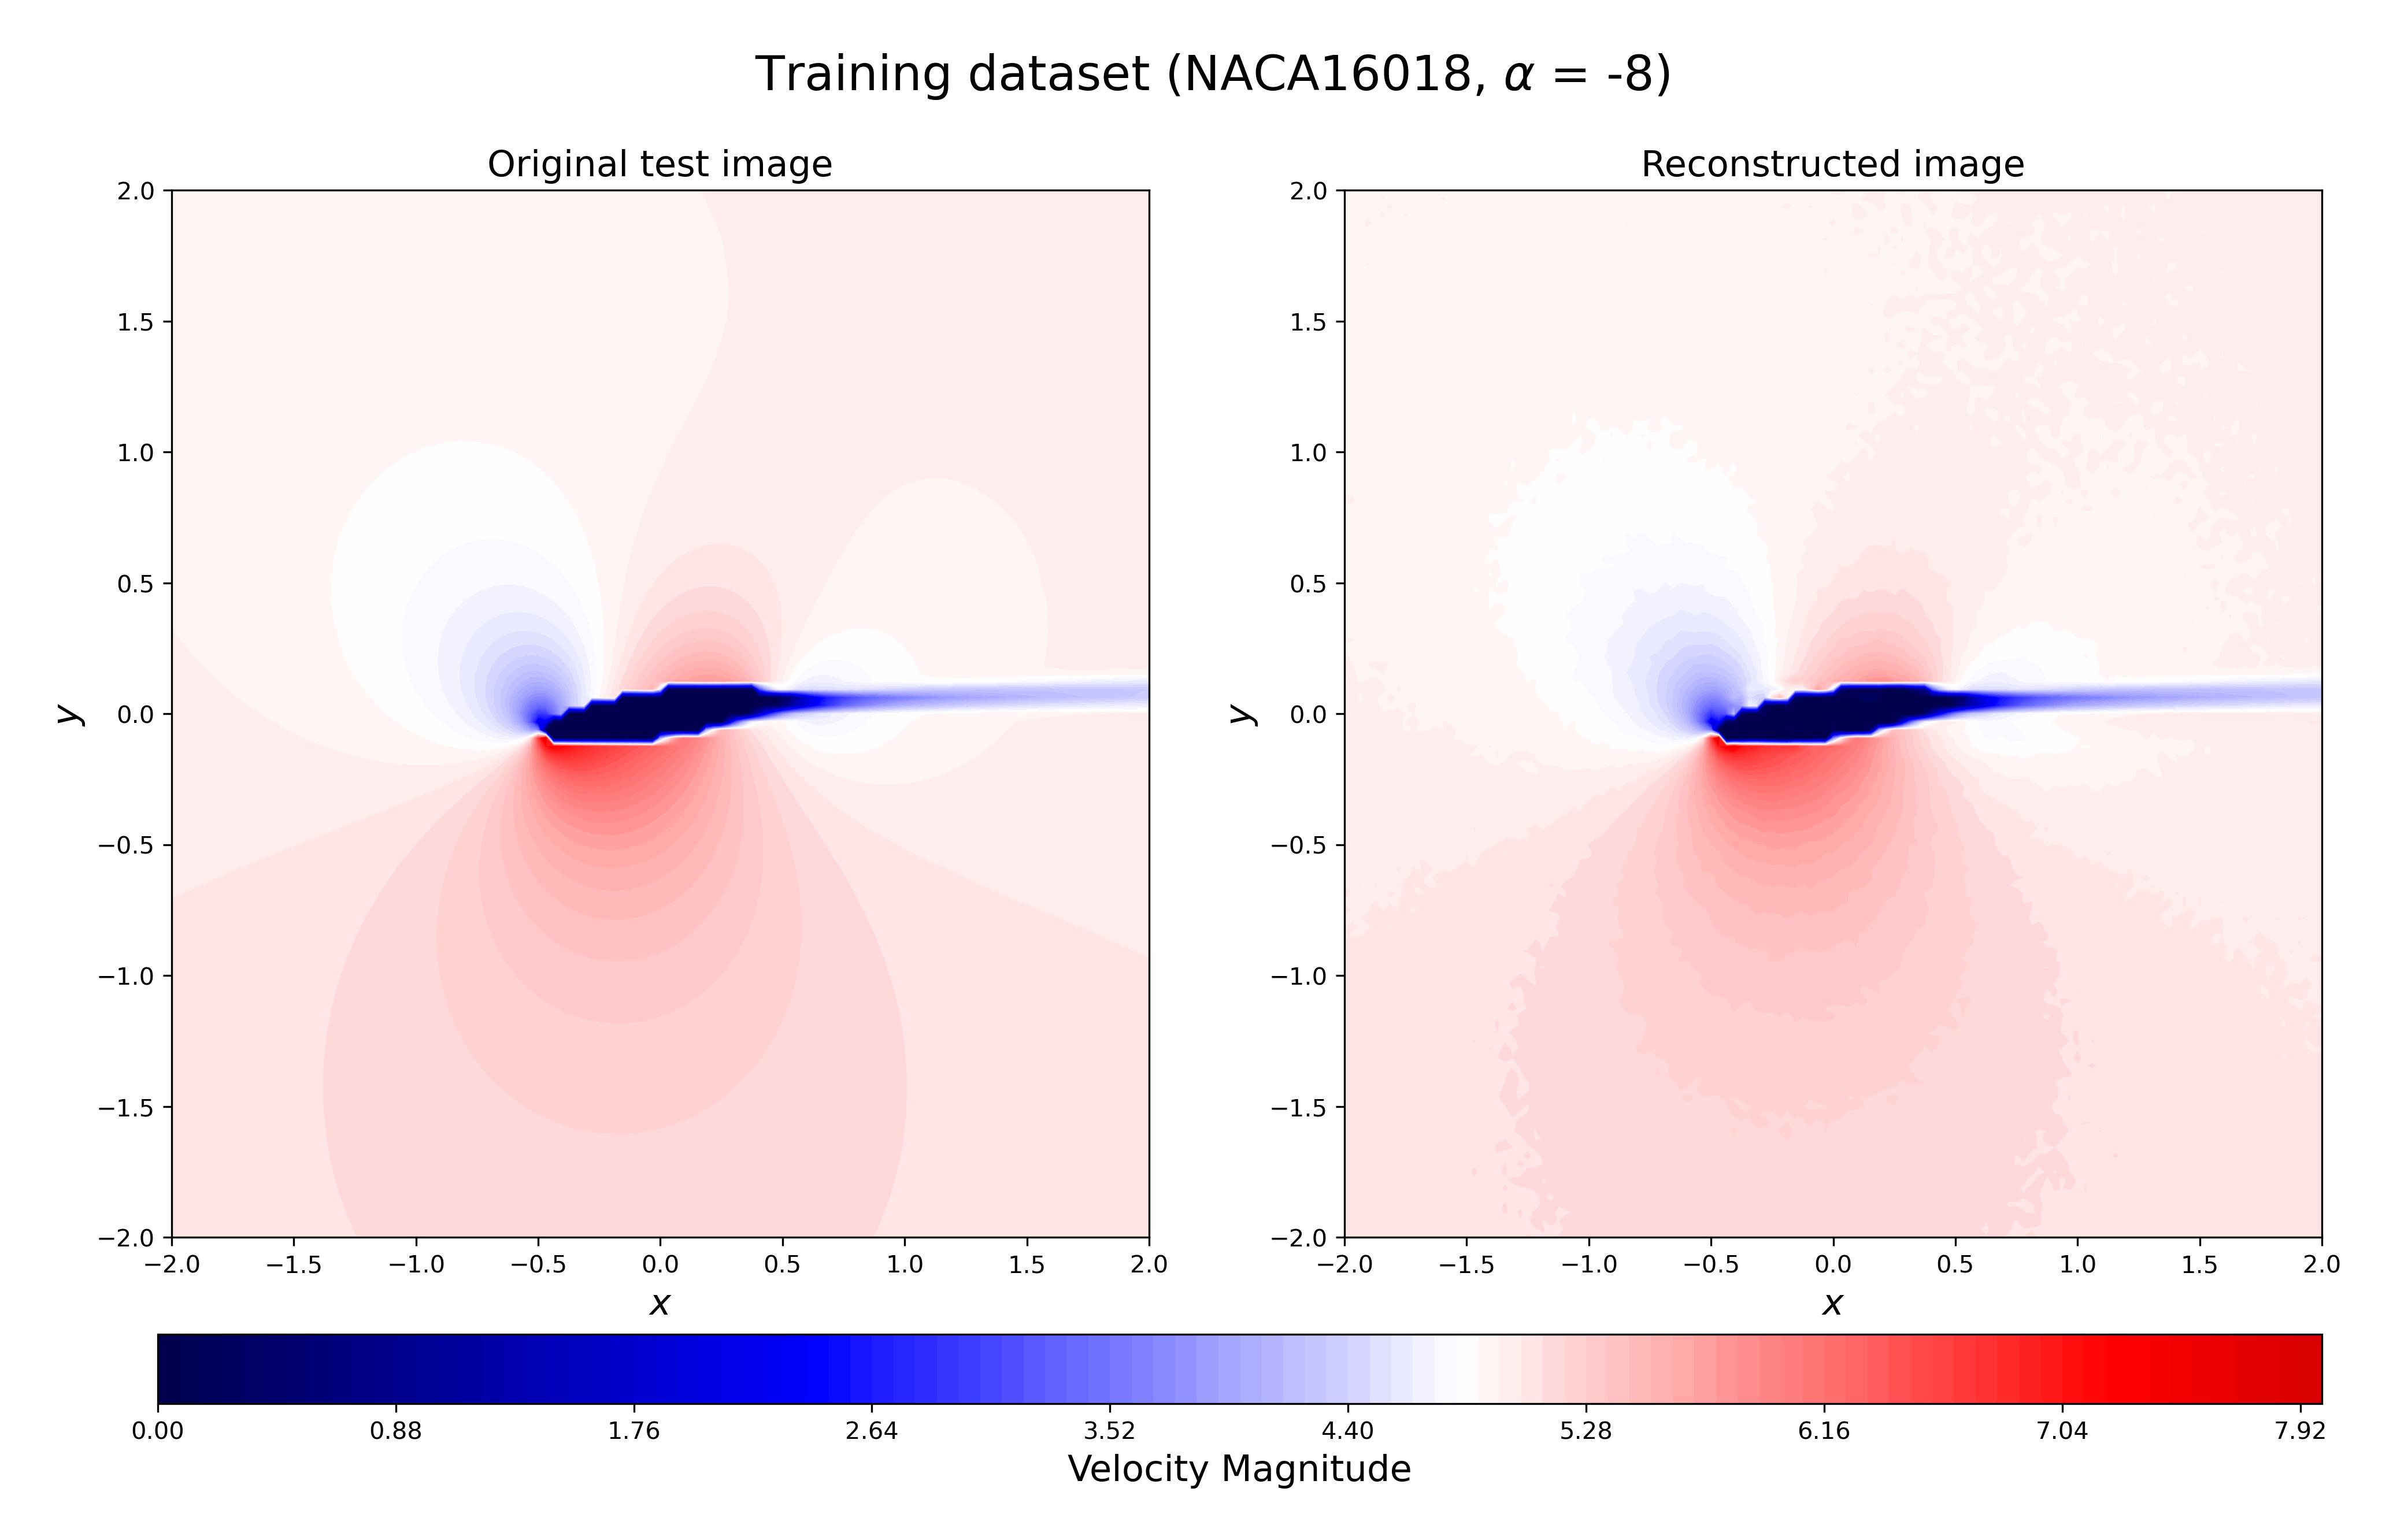 Training dataset (NACA16018, α = -8)
Original test image
2.0
1.5
1.0
0.5
0.0
−0.5
−1.0
−1.5
−2.0
y
−2.0 −1.5 −1.0 −0.5 0.0 0.5 1.0 1.5 2.0
x
Reconstructed image
2.0
1.5
1.0
0.5
0.0
−0.5
−1.0
−1.5
−2.0
y
−2.0 −1.5 −1.0 −0.5 0.0 0.5 1.0 1.5 2.0
x
0.00 0.88 1.76 2.64 3.52 4.40 5.28 6.16 7.04 7.92
Velocity Magnitude